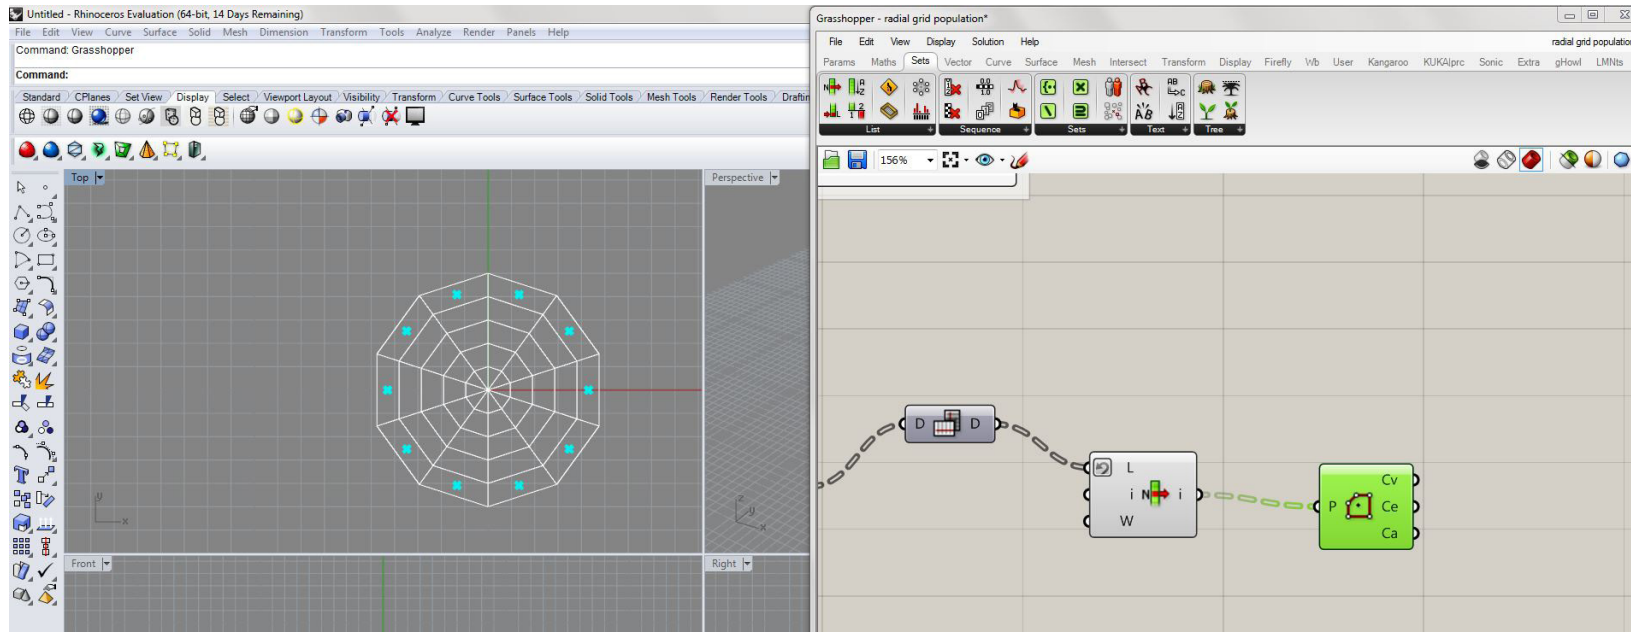 Untitled - Rhinoceros Evaluation (64-bit, 14 Days Remaining)
File Edit View Curve Surface Solid Mesh Dimension Transform Tools Analyze Render Panels Help
Command: Grasshopper
Command:
Standard CPlanes Set View Display Select Viewport Layout Visibility Transform Curve Tools Surface Tools Solid Tools Mesh Tools Render Tools Draftin
Top
Perspective
y
x
z
y
x
Front
Right
Grasshopper - radial grid population*
File Edit View Display Solution Help
radial grid population
Params Maths Sets Vector Curve Surface Mesh Intersect Transform Display Firefly Wb User Kangaroo KUKA|prc Sonic Extra gHowl LMNts
List Sequence Sets Text Tree
156%
D D
L
i N i
W
P
Cv
Ce
Ca